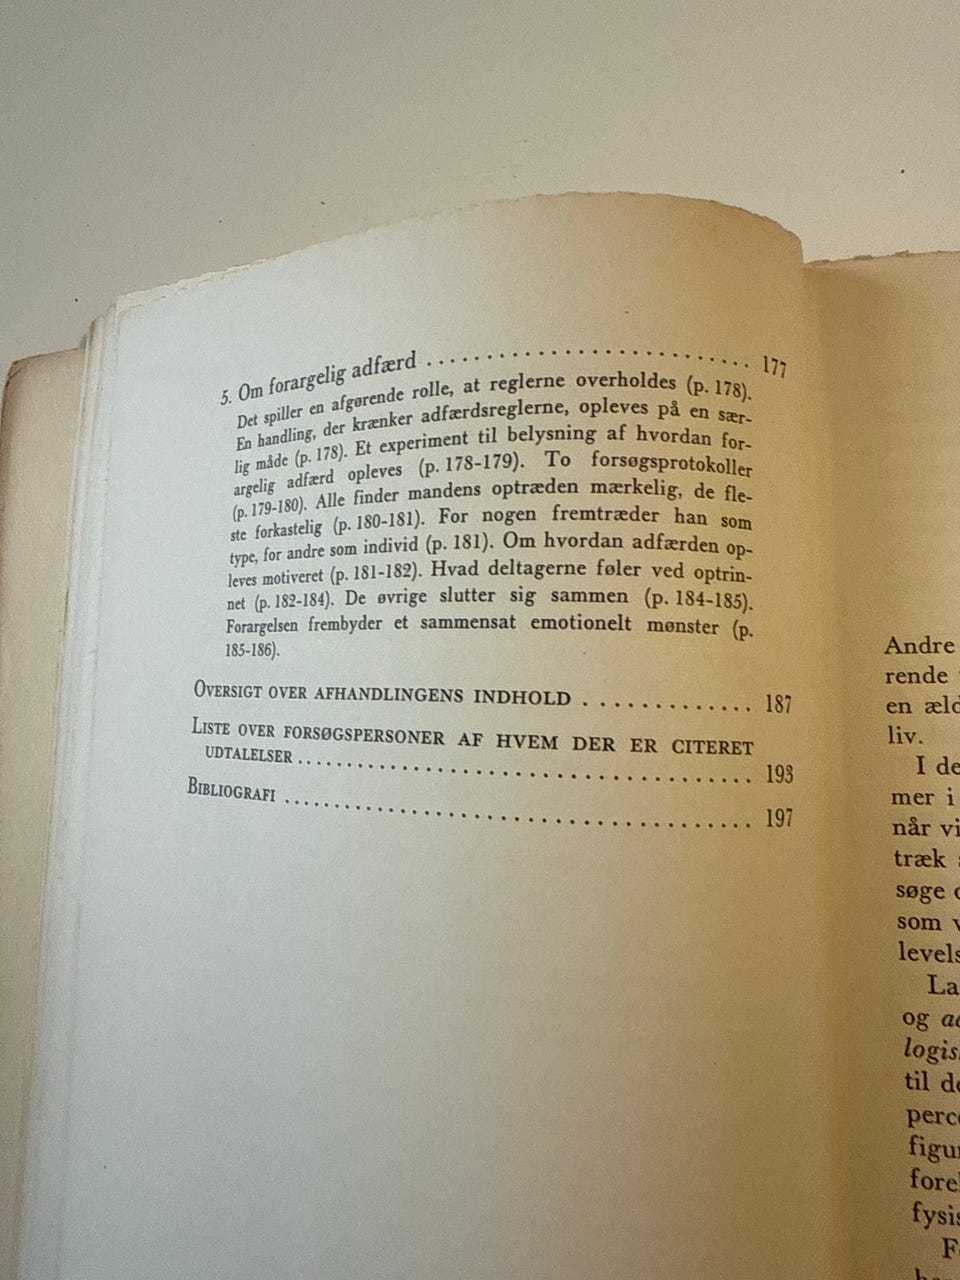 5. Om forargelig adfærd . . . . . . . . . . . . . . . . . . . . . . . . . . . 177
Det spiller en afgørende rolle, at reglerne overholdes (p. 178).
En handling, der krænker adfærdsreglerne, opleves på en sær-
lig måde (p. 178). Et experiment til belysning af hvordan for-
argelig adfærd opleves (p. 178-179). To forsøgsprotokoller
(p. 179-180). Alle finder mandens optræden mærkelig, de fle-
ste forkastelig (p. 180-181). For nogen fremtræder han som
type, for andre som individ (p. 181). Om hvordan adfærden op-
leves motiveret (p. 181-182). Hvad deltagerne føler ved optrin-
net (p. 182-184). De øvrige slutter sig sammen (p. 184-185).
Forargelsen frembyder et sammensat emotionelt mønster (p.
185-186).
OVERSIGT OVER AFHANDLINGENS INDHOLD . . . . . . . . . . . . 187
LISTE OVER FORSØGSPERSONER AF HVEM DER ER CITERET
UDTALELSER . . . . . . . . . . . . . . . . . . . . . . . . . . . . . . . . . . . . . . 193
BIBLIOGRAFI . . . . . . . . . . . . . . . . . . . . . . . . . . . . . . . . . . . . . . . 197
Andre
rende
en æld
liv.
I de
mer i
når vi
træk
søge
som v
levels
La
og
logis
til de
perce
figur
forel
fysis